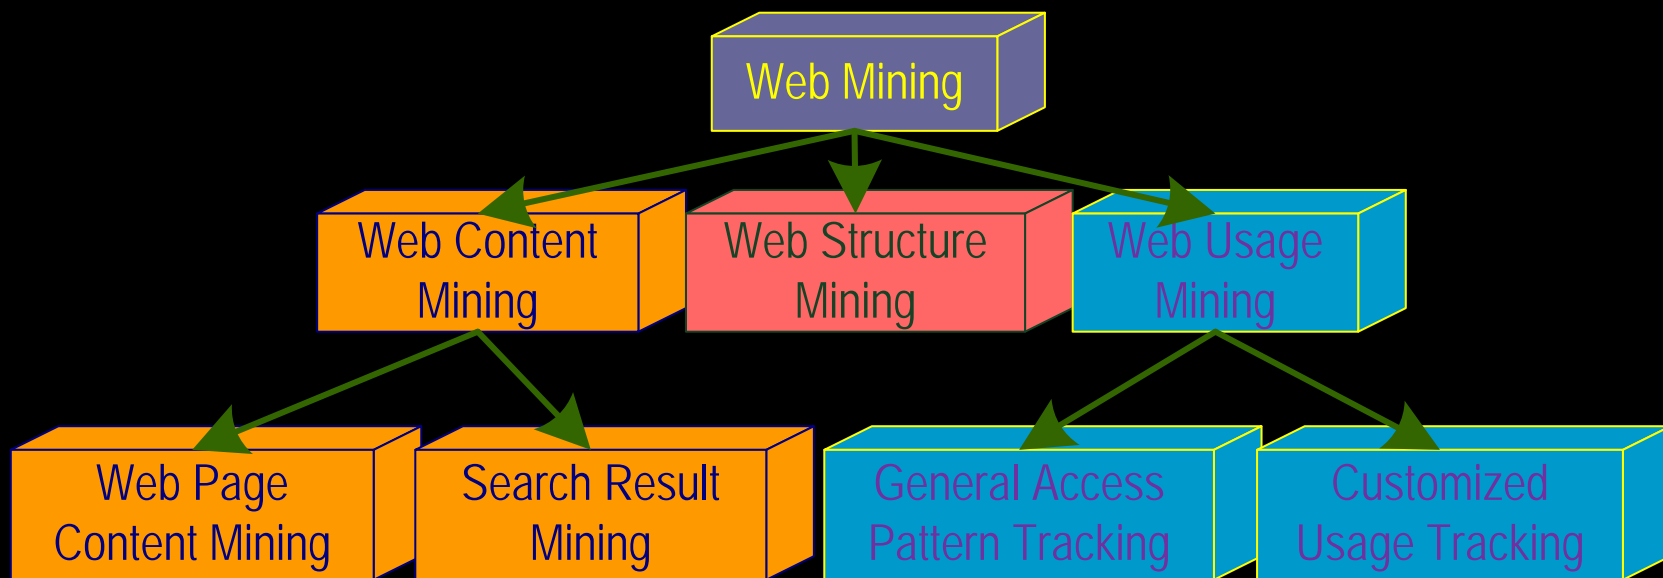 Web Mining
Web Content
Mining
Web Structure
Mining
Web Usage
Mining
Web Page
Content Mining
Search Result
Mining
General Access
Pattern Tracking
Customized
Usage Tracking